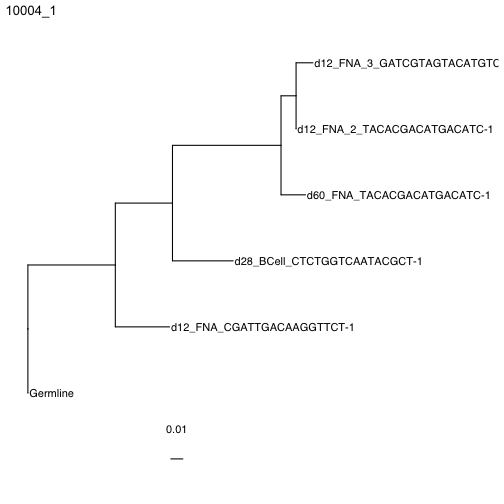 10004_1
d12_FNA_3_GATCGTAGTACATGTC
d12_FNA_2_TACACGACATGACATC-1
d60_FNA_TACACGACATGACATC-1
d28_BCell_CTCTGGTCAATACGCT-1
d12_FNA_CGATTGACAAGGTTCT-1
Germline
0.01